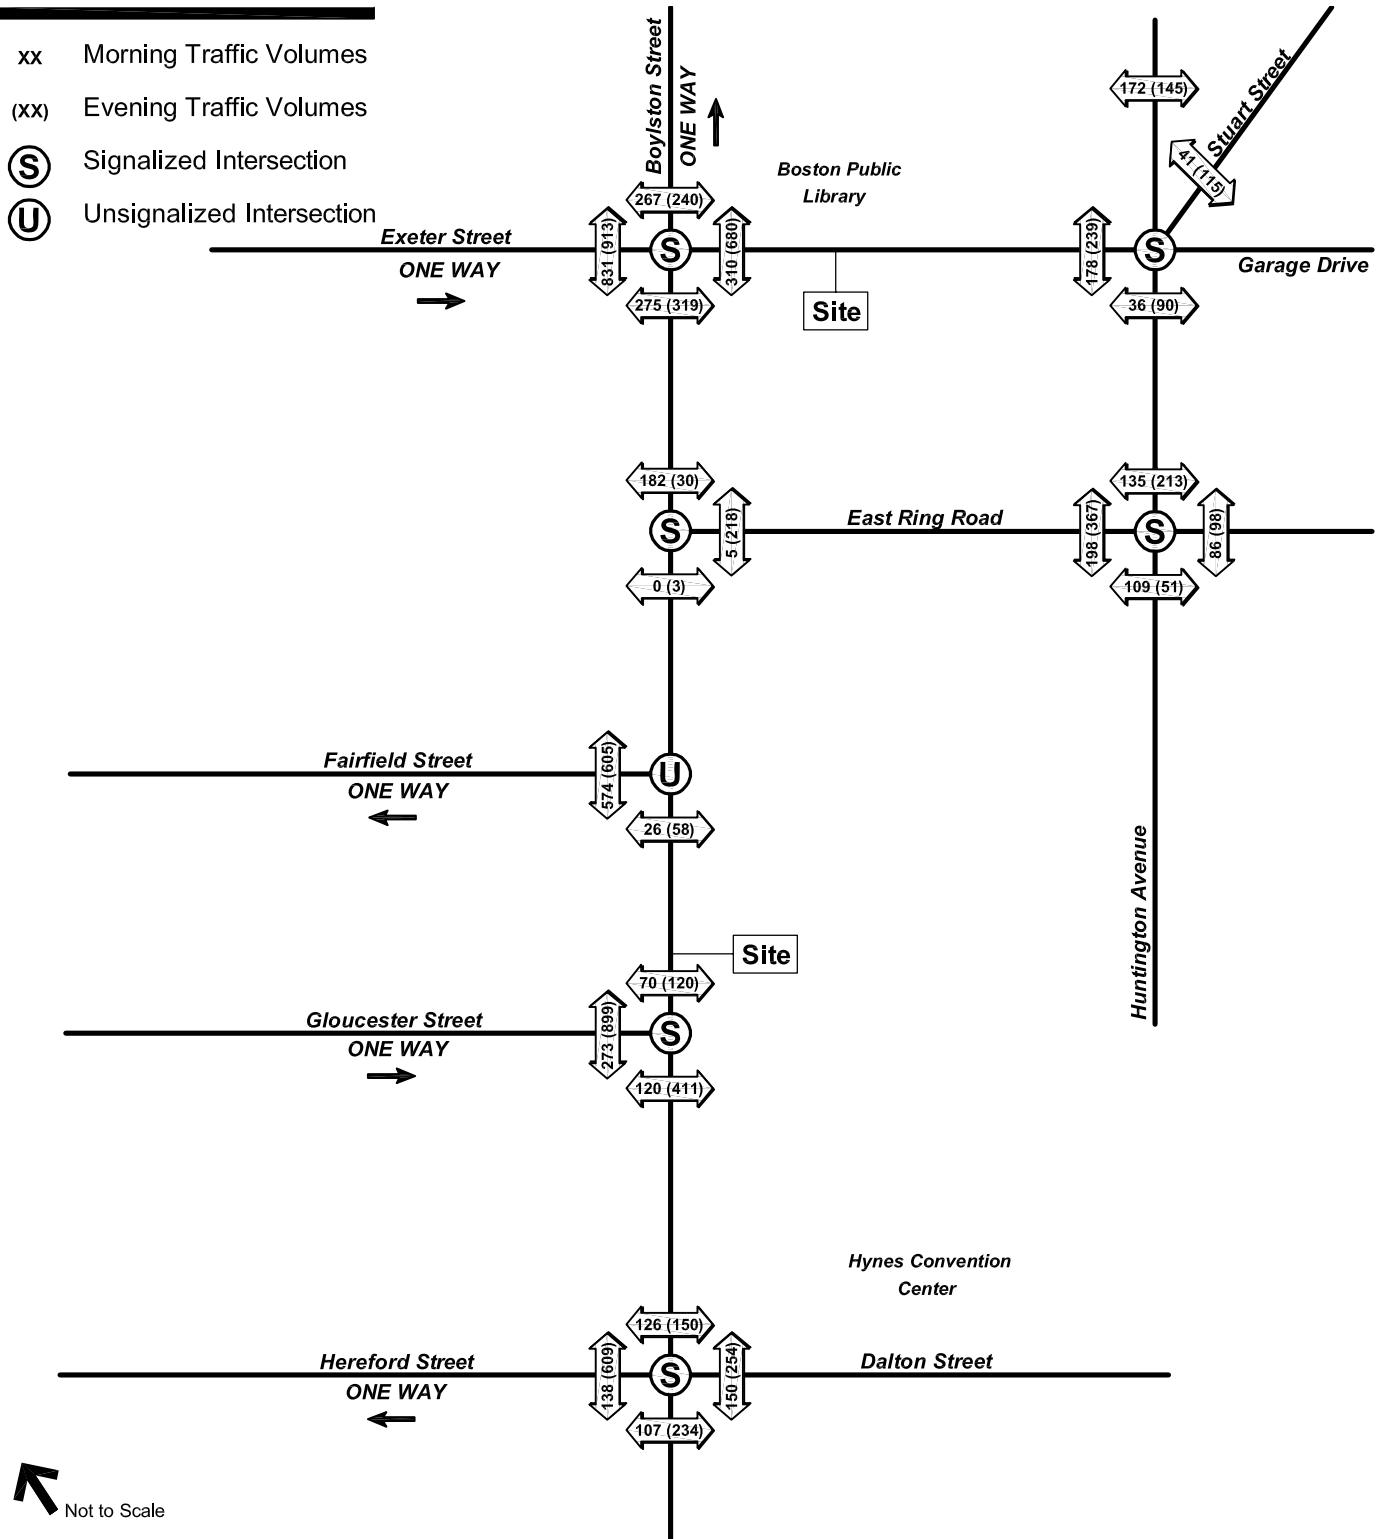 XX Morning Traffic Volumes
(XX) Evening Traffic Volumes
S Signalized Intersection
U Unsignalized Intersection
Boylston Street
ONE WAY
172 (145)
Stuart Street
41 (115)
Boston Public
Library
267 (240)
Exeter Street
ONE WAY
831 (913)
S
310 (680)
275 (319)
Site
178 (239)
S
Garage Drive
36 (90)
182 (30)
S
5 (218)
0 (3)
East Ring Road
135 (213)
198 (367)
S
86 (98)
109 (51)
Fairfield Street
ONE WAY
574 (605)
U
26 (58)
Huntington Avenue
Site
70 (120)
Gloucester Street
ONE WAY
273 (899)
S
120 (411)
Hynes Convention
Center
126 (150)
Hereford Street
ONE WAY
138 (609)
S
150 (254)
Dalton Street
107 (234)
Not to Scale